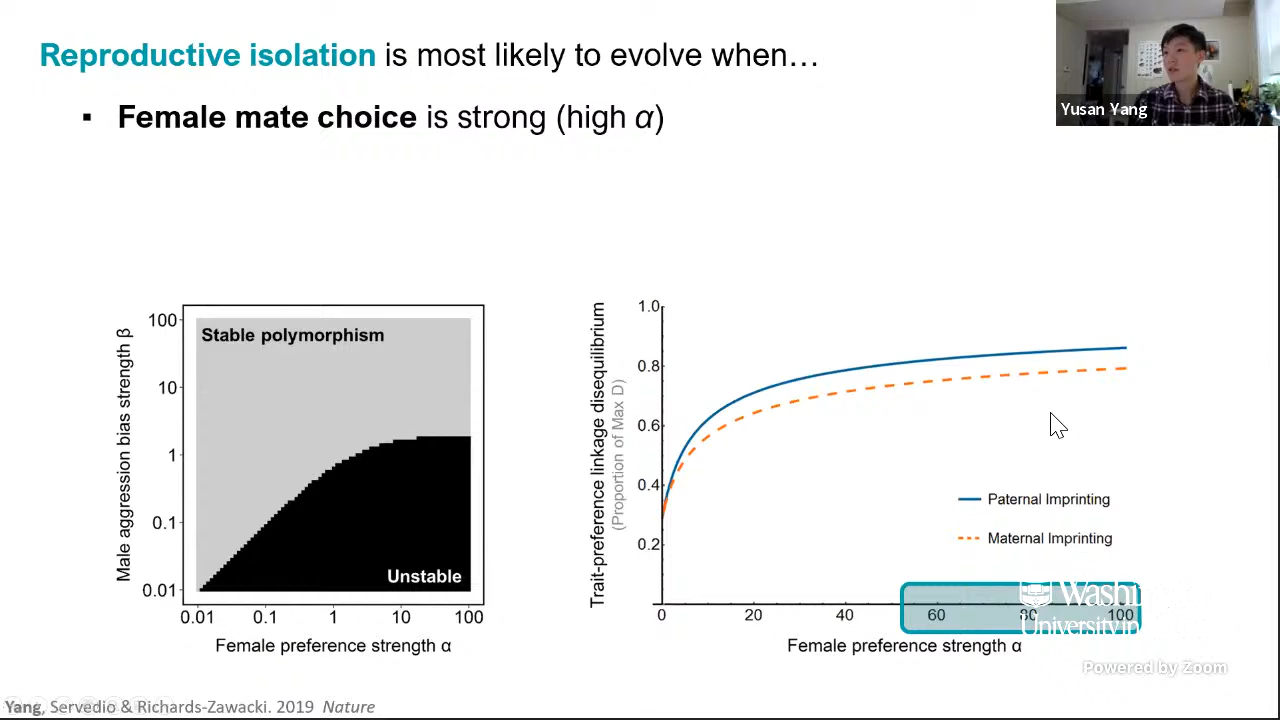 Reproductive isolation is most likely to evolve when…
▪ Female mate choice is strong (high α)
Yusan Yang
Male aggression bias strength β
100
10
1
0.1
0.01
Stable polymorphism
Unstable
0.01 0.1 1 10 100
Female preference strength α
Trait-preference linkage disequilibrium
(Proportion of Max D)
1.0
0.8
0.6
0.4
0.2
Paternal Imprinting
Maternal Imprinting
0 20 40 60 80 100
Female preference strength α
Washi
University in
Powered by Zoom
Yang, Servedio & Richards-Zawacki. 2019 Nature